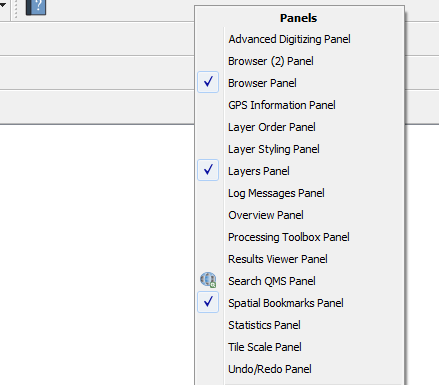 Panels
Advanced Digitizing Panel
Browser (2) Panel
Browser Panel
GPS Information Panel
Layer Order Panel
Layer Styling Panel
Layers Panel
Log Messages Panel
Overview Panel
Processing Toolbox Panel
Results Viewer Panel
Search QMS Panel
Spatial Bookmarks Panel
Statistics Panel
Tile Scale Panel
Undo/Redo Panel